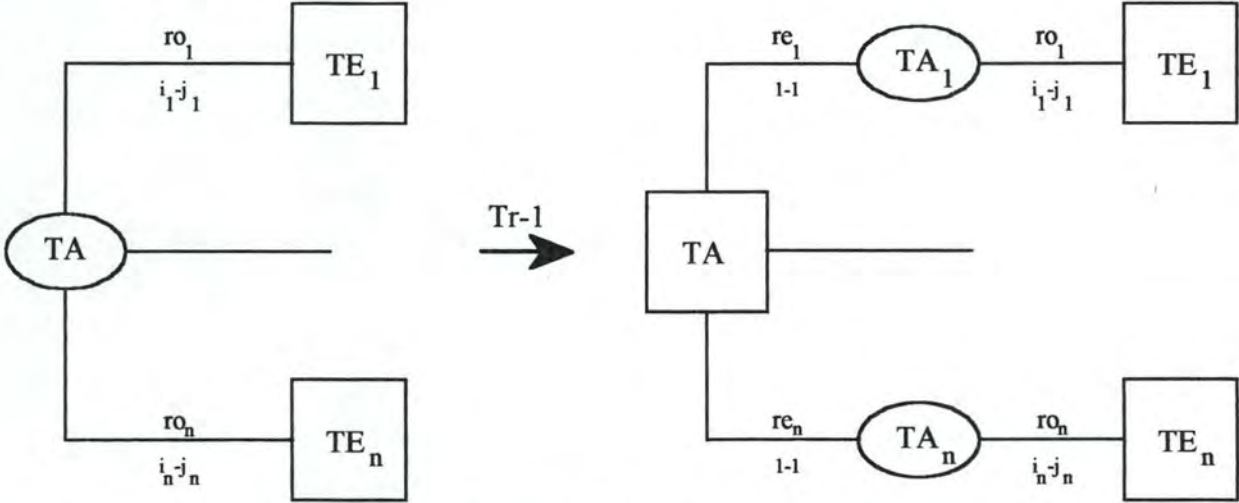 ro₁
TE₁
i₁-j₁
TA
roₙ
TEₙ
iₙ-jₙ
Tr-1
re₁
1-1
TA₁
ro₁
i₁-j₁
TE₁
TA
reₙ
1-1
TAₙ
roₙ
iₙ-jₙ
TEₙ